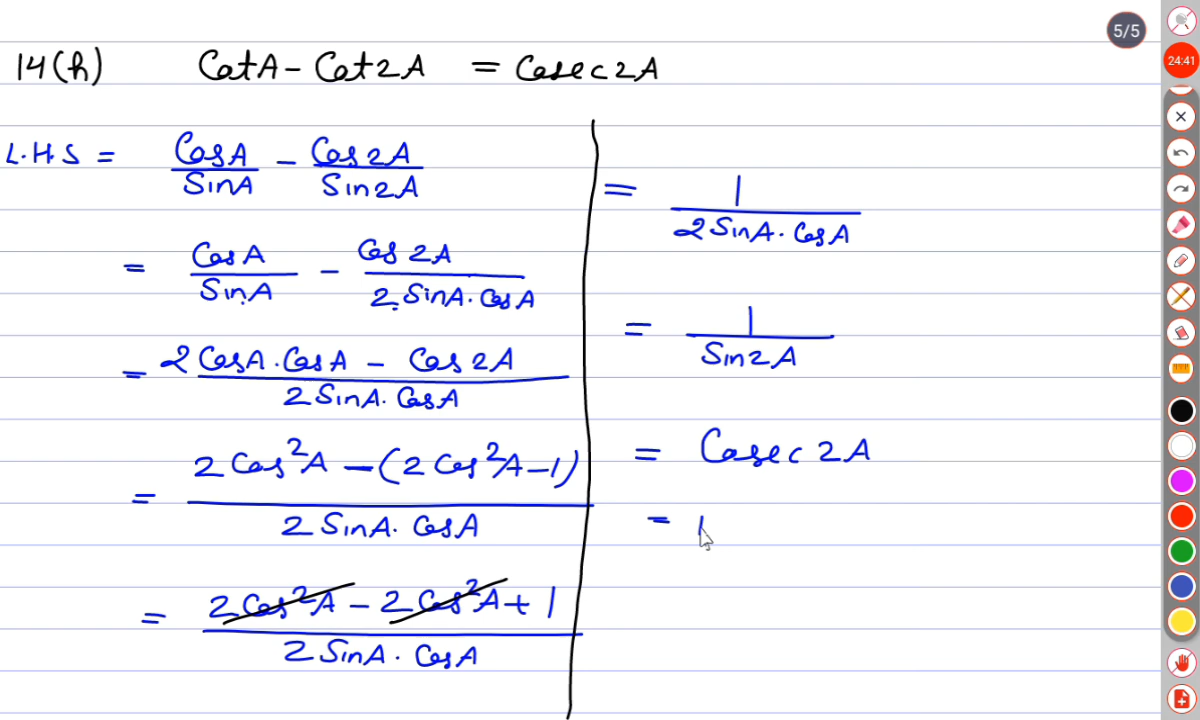 5/5
24:41
14(h) CotA - Cot2A = Cosec2A
L.H.S = CosA/SinA - Cos2A/Sin2A
= CosA/SinA - Cos2A/2SinA·CosA
= 2CosA·CosA - Cos2A/2SinA·CosA
= 2Cos²A - (2Cos²A-1)/2SinA·CosA
= 2Cos²A - 2Cos²A + 1/2SinA·CosA
= 1/2SinA·CosA
= 1/Sin2A
= Cosec2A
=